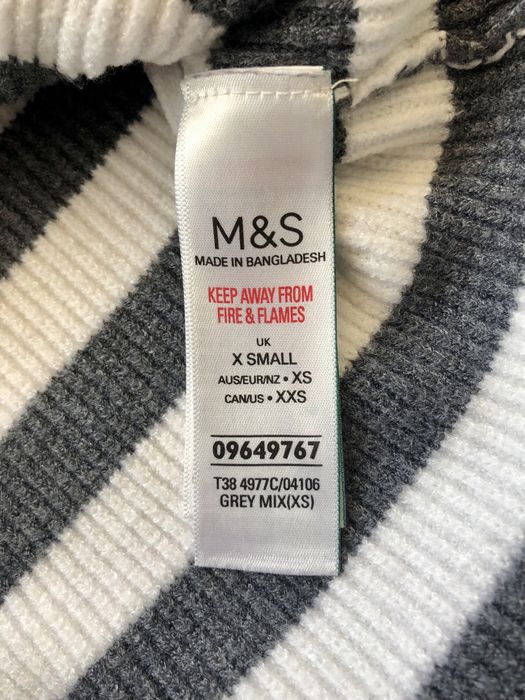 M&S
MADE IN BANGLADESH
KEEP AWAY FROM
FIRE & FLAMES
UK
X SMALL
AUS/EUR/NZ • XS
CAN/US • XXS
09649767
T38 4977C/04106
GREY MIX(XS)